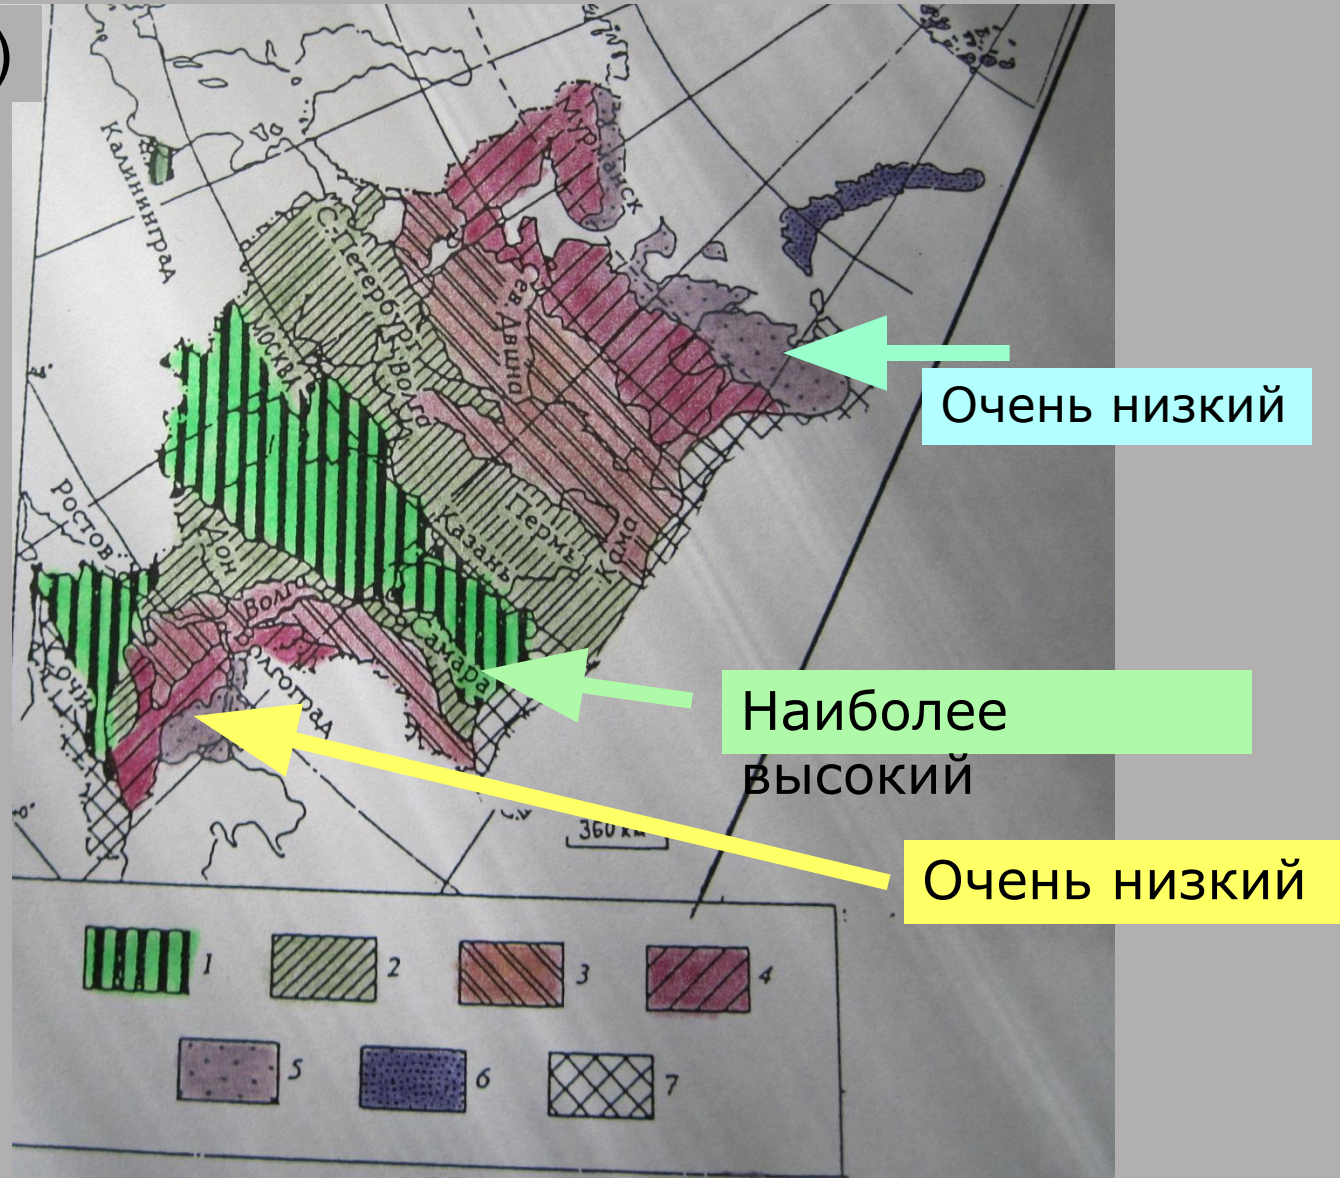 )
Мурманск
Калининград
С.Петербург
Москва
Сев. Двина
Волга
Ростов
Пермь
Ухта
Казань
Дон
Волга
Самара
Сочи
Волгоград
Очень низкий
Наиболее
высокий
360 км
Очень низкий
1
2
3
4
5
6
7